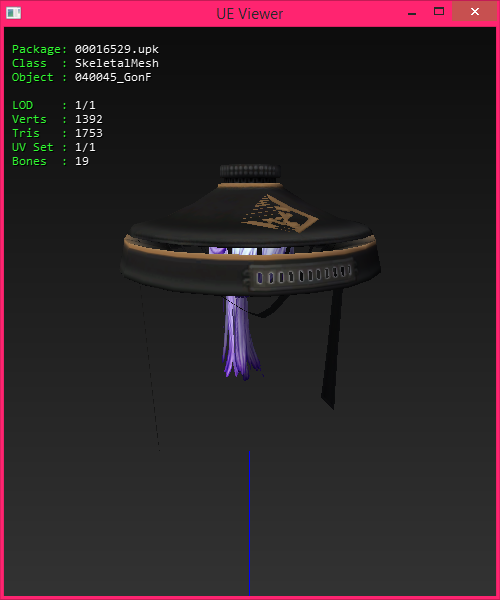 UE Viewer
Package: 00016529.upk
Class : SkeletalMesh
Object : 040045_GonF
LOD : 1/1
Verts : 1392
Tris : 1753
UV Set : 1/1
Bones : 19